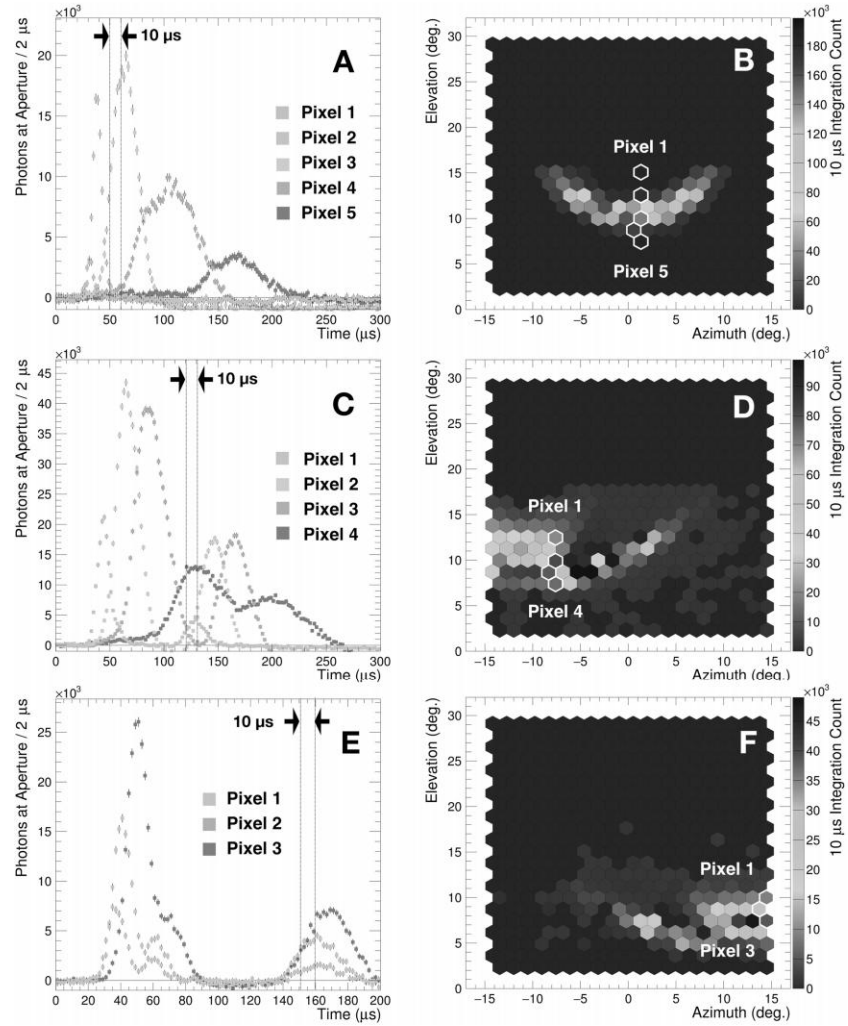 ×10³
Photons at Aperture / 2 μs
20
15
10
5
0
0 50 100 150 200 250 300
Time (μs)
10 μs
A
Pixel 1
Pixel 2
Pixel 3
Pixel 4
Pixel 5
Elevation (deg.)
30
25
20
15
10
5
0
−15 −10 −5 0 5 10 15
Azimuth (deg.)
B
Pixel 1
Pixel 5
×10³
180
160
140
120
100
80
60
40
20
0
10 μs Integration Count
×10³
Photons at Aperture / 2 μs
45
40
35
30
25
20
15
10
5
0
0 50 100 150 200 250 300
Time (μs)
10 μs
C
Pixel 1
Pixel 2
Pixel 3
Pixel 4
Elevation (deg.)
30
25
20
15
10
5
0
−15 −10 −5 0 5 10 15
Azimuth (deg.)
D
Pixel 1
Pixel 4
×10³
90
80
70
60
50
40
30
20
10
0
10 μs Integration Count
×10³
Photons at Aperture / 2 μs
25
20
15
10
5
0
0 20 40 60 80 100 120 140 160 180 200
Time (μs)
10 μs
E
Pixel 1
Pixel 2
Pixel 3
Elevation (deg.)
30
25
20
15
10
5
0
−15 −10 −5 0 5 10 15
Azimuth (deg.)
F
Pixel 1
Pixel 3
×10³
45
40
35
30
25
20
15
10
5
0
10 μs Integration Count